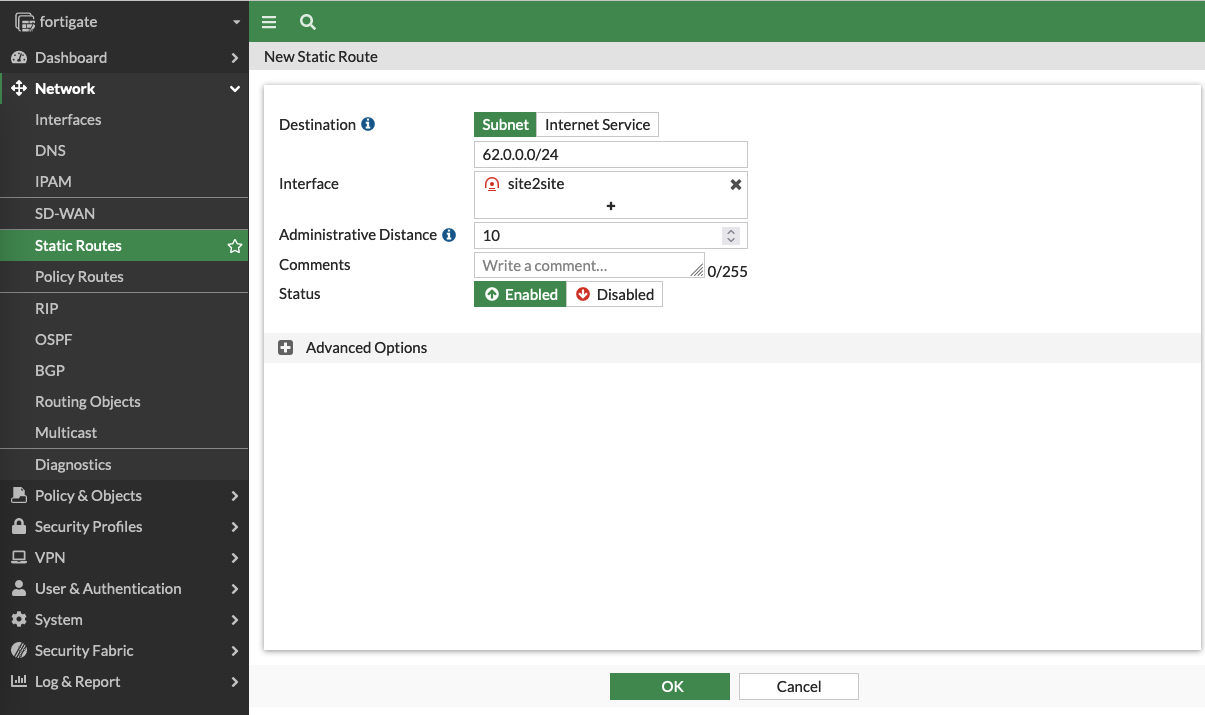 fortigate
Dashboard
Network
Interfaces
DNS
IPAM
SD-WAN
Static Routes
Policy Routes
RIP
OSPF
BGP
Routing Objects
Multicast
Diagnostics
Policy & Objects
Security Profiles
VPN
User & Authentication
System
Security Fabric
Log & Report
New Static Route
Destination Subnet Internet Service
62.0.0.0/24
Interface site2site
Administrative Distance 10
Comments Write a comment... 0/255
Status Enabled Disabled
Advanced Options
OK Cancel